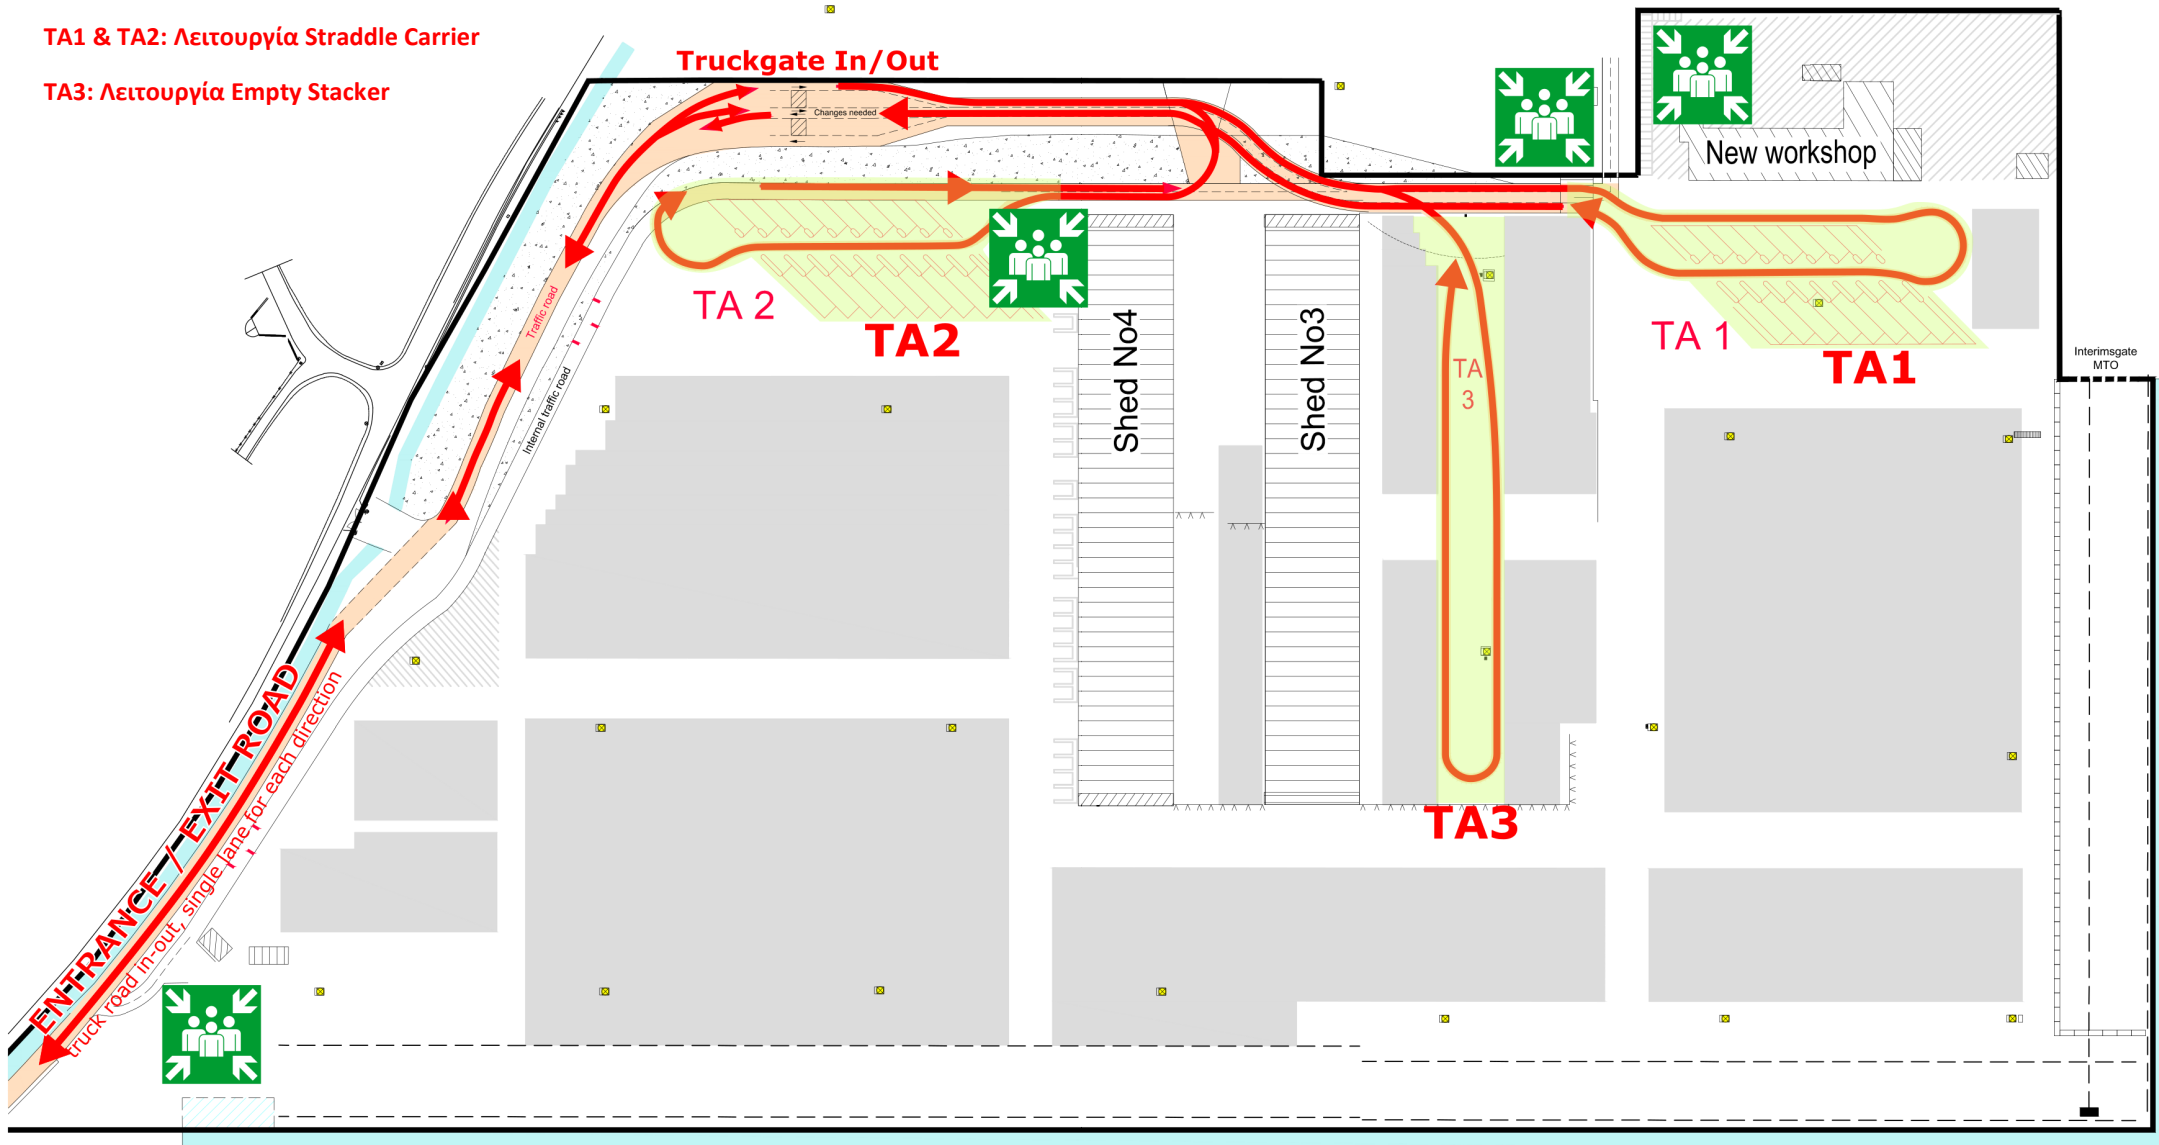 TA1 & TA2: Λειτουργία Straddle Carrier
TA3: Λειτουργία Empty Stacker
Truckgate In/Out
Changes needed
New workshop
TA 2
TA2
TA 1
TA1
Interimsgate
MTO
Traffic road
Internal traffic road
Shed No4
Shed No3
TA
3
TA3
ENTRANCE / EXIT ROAD
truck road in-out, single lane for each direction